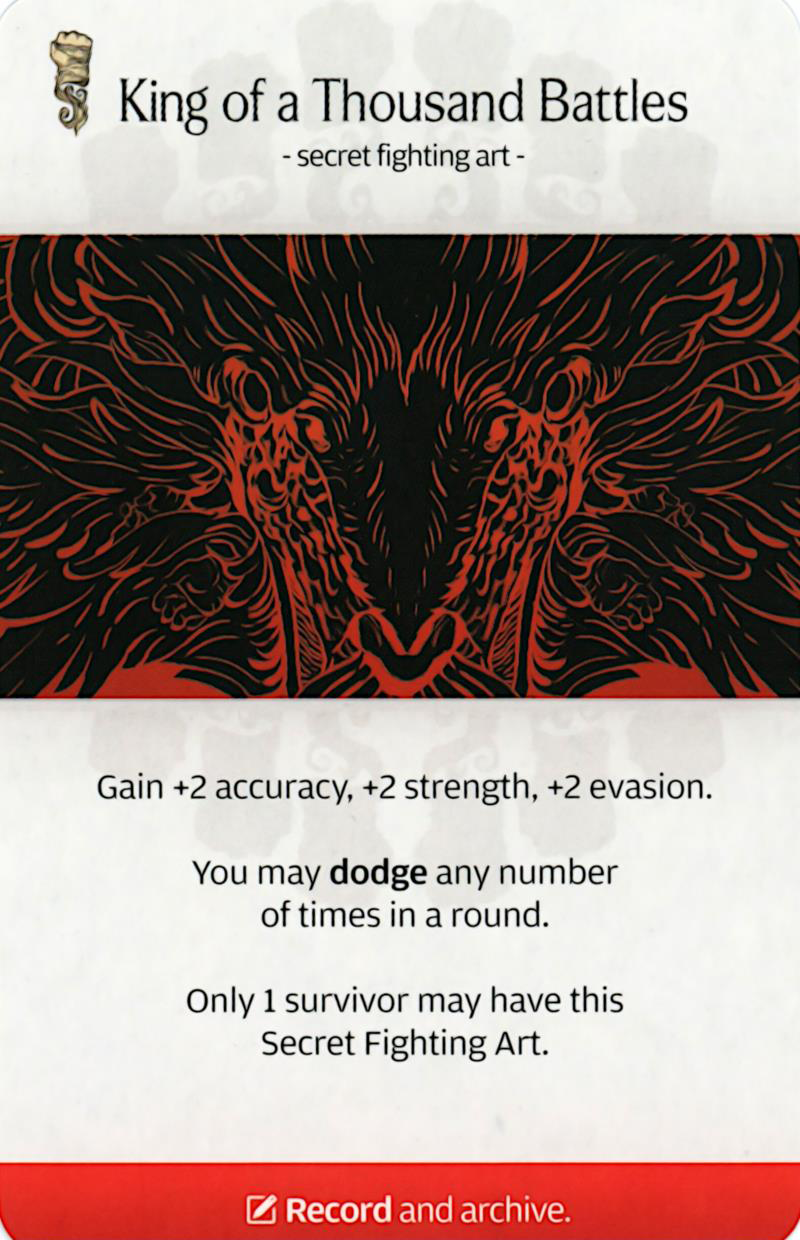 King of a Thousand Battles
- secret fighting art -
Gain +2 accuracy, +2 strength, +2 evasion.
You may dodge any number
of times in a round.
Only 1 survivor may have this
Secret Fighting Art.
Record and archive.